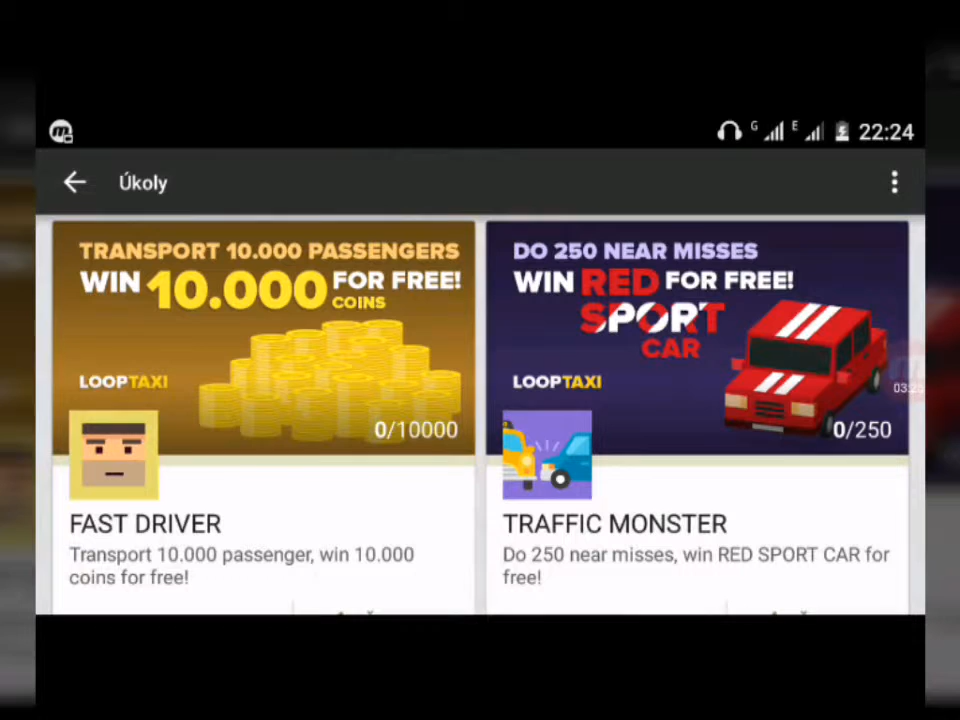 G E 22:24
Úkoly
TRANSPORT 10.000 PASSENGERS
WIN 10.000 FOR FREE!
COINS
LOOPTAXI
0/10000
FAST DRIVER
Transport 10.000 passenger, win 10.000
coins for free!
DO 250 NEAR MISSES
WIN RED FOR FREE!
SPORT
CAR
LOOPTAXI
0/250
TRAFFIC MONSTER
Do 250 near misses, win RED SPORT CAR for
free!